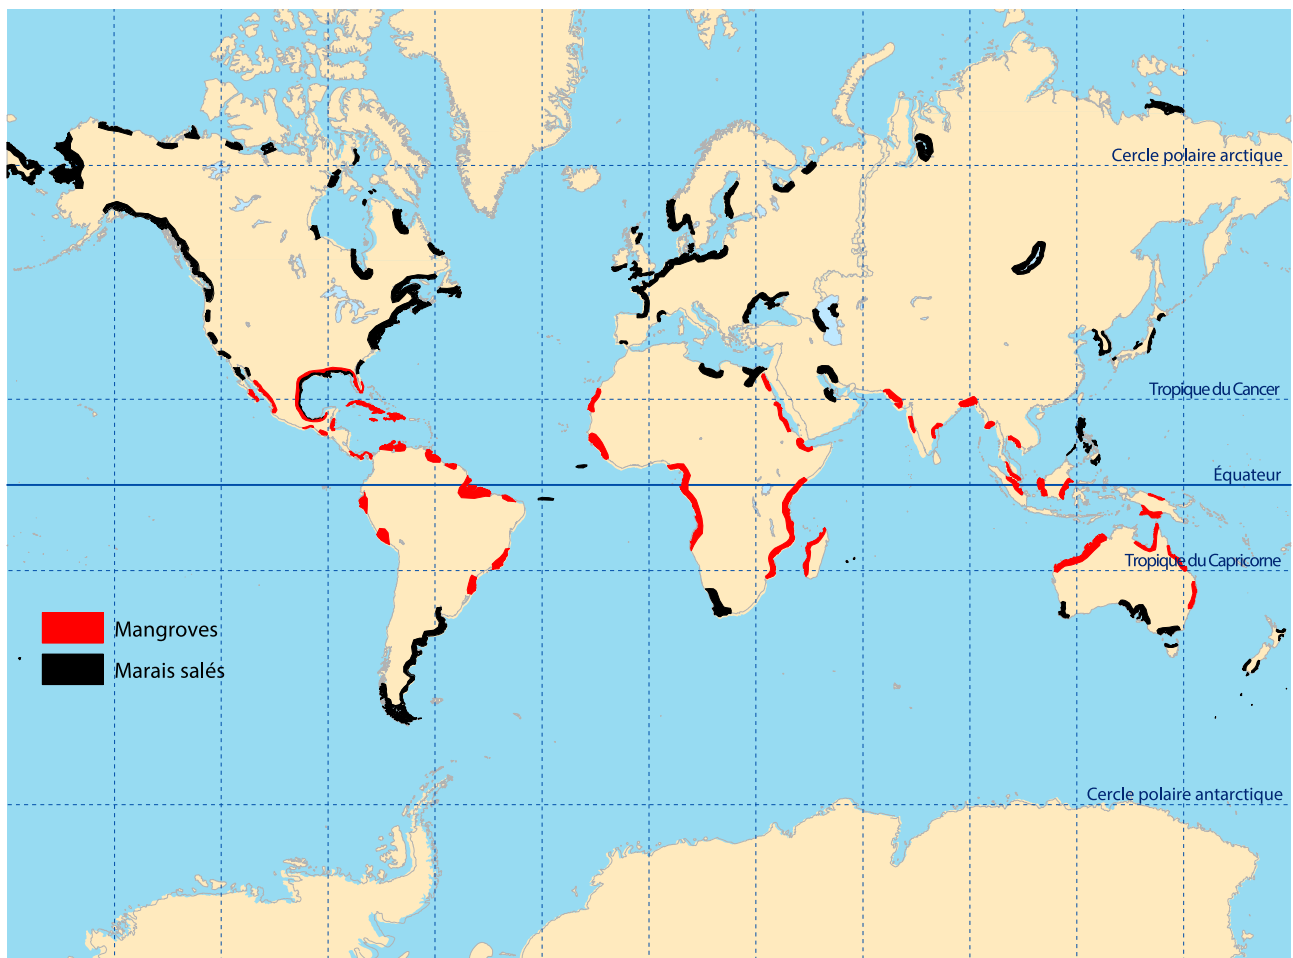 Cercle polaire arctique
Tropique du Cancer
Équateur
Tropique du Capricorne
Mangroves
Marais salés
Cercle polaire antarctique